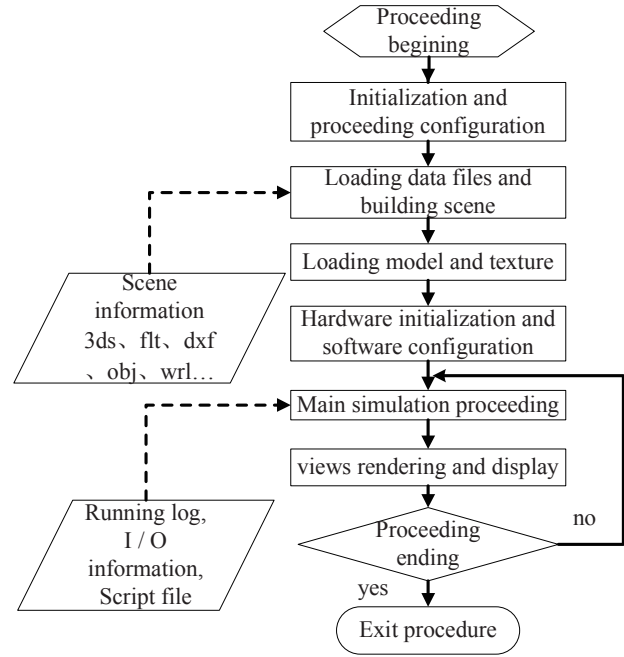 Proceeding
begining
Initialization and
proceeding configuration
Loading data files and
building scene
Loading model and texture
Scene
information
3ds、flt、dxf
、obj、wrl…
Hardware initialization and
software configuration
Main simulation proceeding
views rendering and display
Running log,
I / O
information,
Script file
Proceeding
ending
no
yes
Exit procedure